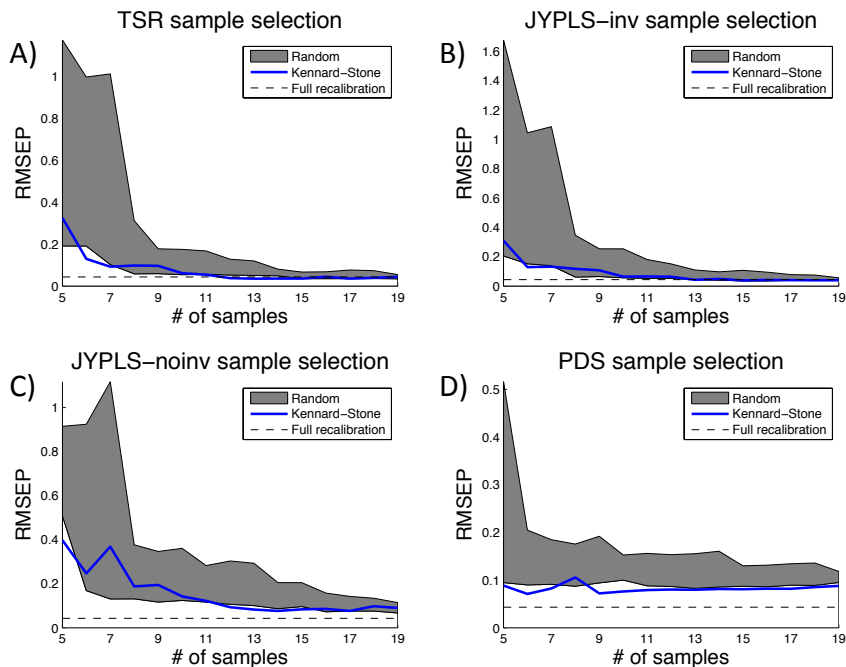 TSR sample selection
A)
RMSEP
1
0.8
0.6
0.4
0.2
0
5 7 9 11 13 15 17 19
# of samples
Random
Kennard-Stone
Full recalibration
JYPLS-inv sample selection
B)
RMSEP
1.6
1.4
1.2
1
0.8
0.6
0.4
0.2
0
5 7 9 11 13 15 17 19
# of samples
Random
Kennard-Stone
Full recalibration
JYPLS-noinv sample selection
C)
RMSEP
1
0.8
0.6
0.4
0.2
0
5 7 9 11 13 15 17 19
# of samples
Random
Kennard-Stone
Full recalibration
PDS sample selection
D)
RMSEP
0.5
0.4
0.3
0.2
0.1
0
5 7 9 11 13 15 17 19
# of samples
Random
Kennard-Stone
Full recalibration